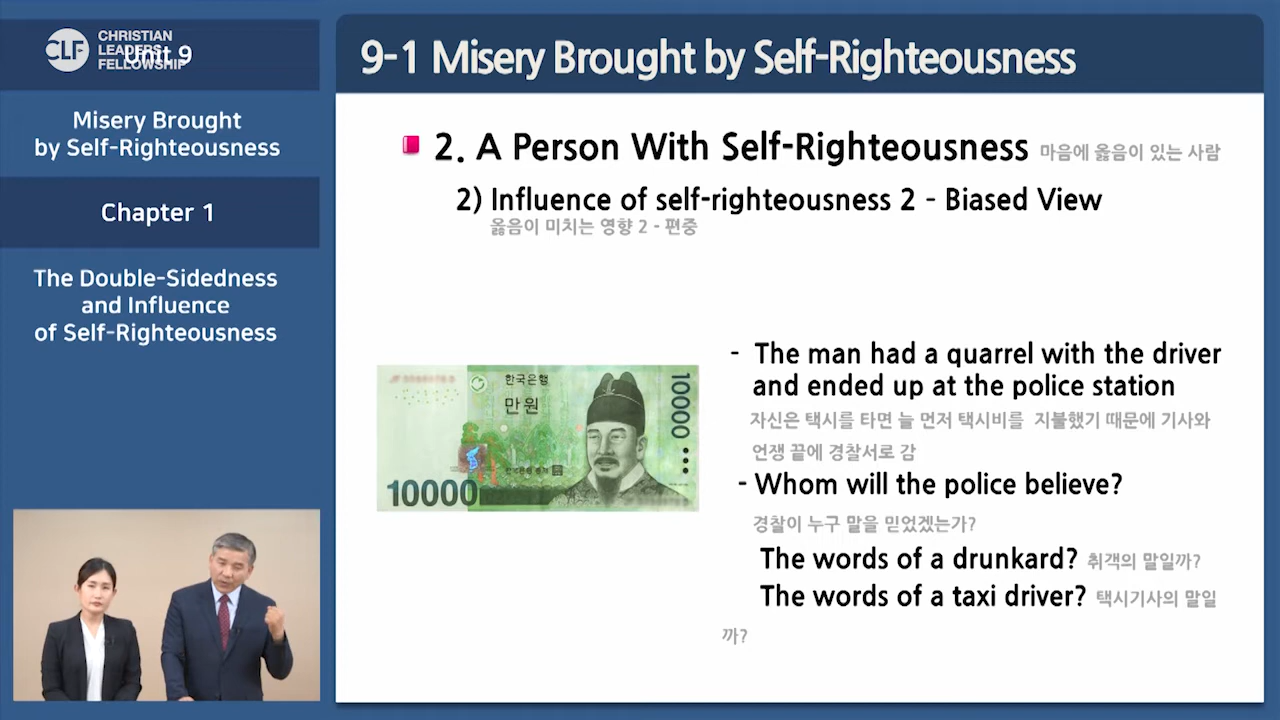 CLF
CHRISTIAN
LEADERS
FELLOWSHIP
Unit 9
Misery Brought
by Self-Righteousness
Chapter 1
The Double-Sidedness
and Influence
of Self-Righteousness
9-1 Misery Brought by Self-Righteousness
2. A Person With Self-Righteousness 마음에 옳음이 있는 사람
2) Influence of self-righteousness 2 - Biased View
옳음이 미치는 영향 2 - 편중
한국은행
만원
10000
10000
- The man had a quarrel with the driver
and ended up at the police station
자신은 택시를 타면 늘 먼저 택시비를 지불했기 때문에 기사와
언쟁 끝에 경찰서로 감
- Whom will the police believe?
경찰이 누구 말을 믿었겠는가?
The words of a drunkard? 취객의 말일까?
The words of a taxi driver? 택시기사의 말일
까?